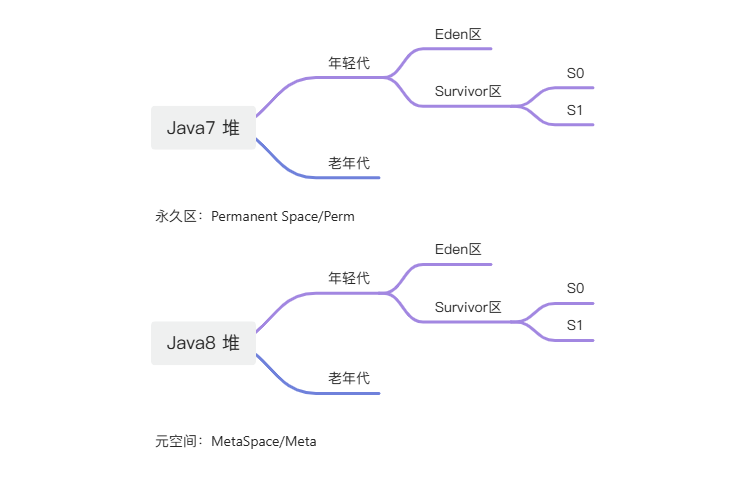 Eden区
年轻代
S0
Survivor区
S1
Java7 堆
老年代
永久区：Permanent Space/Perm
Eden区
年轻代
S0
Survivor区
S1
Java8 堆
老年代
元空间：MetaSpace/Meta